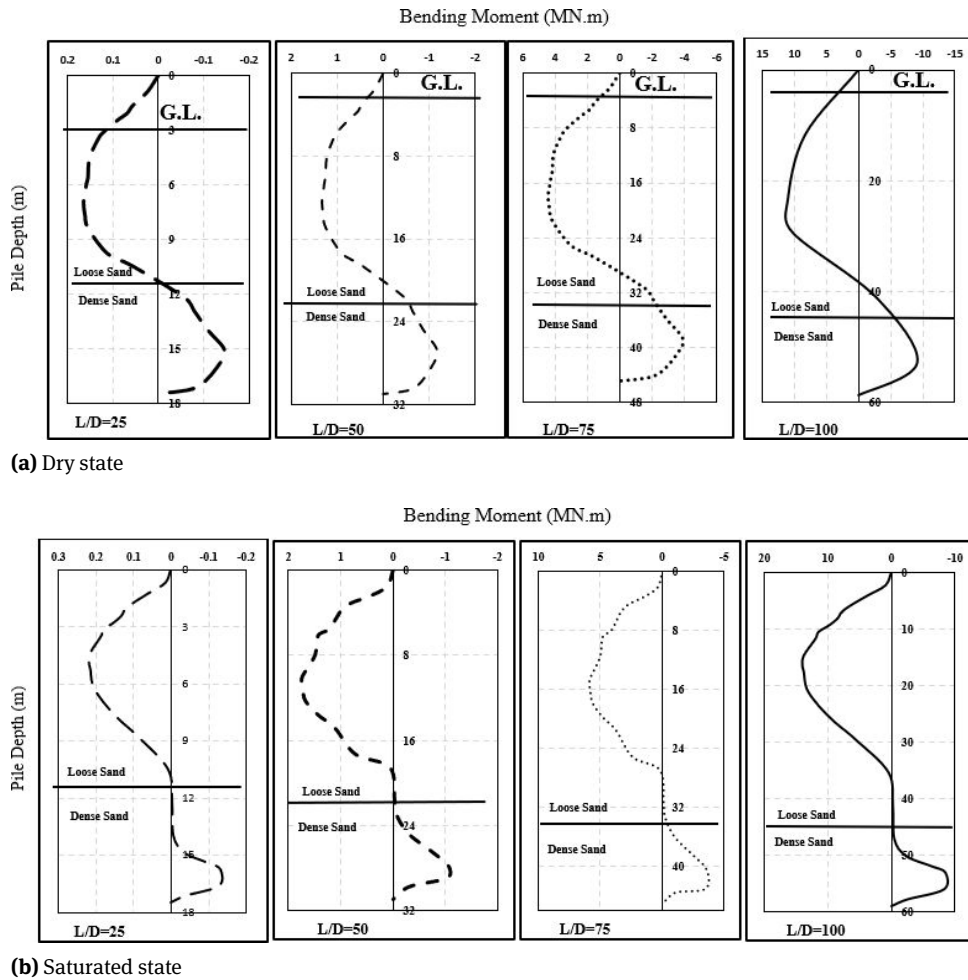 Bending Moment (MN.m)
0.2 0.1 0 -0.1 -0.2
2 1 0 -1 -2
6 4 2 0 -2 -4 -6
15 10 5 0 -5 -10 -15
Pile Depth (m)
0
3
6
9
12
15
18
G.L.
Loose Sand
Dense Sand
L/D=25
0
8
16
24
32
G.L.
Loose Sand
Dense Sand
L/D=50
0
8
16
24
32
40
48
G.L.
Loose Sand
Dense Sand
L/D=75
0
20
40
60
G.L.
Loose Sand
Dense Sand
L/D=100
(a) Dry state
Bending Moment (MN.m)
0.3 0.2 0.1 0 -0.1 -0.2
2 1 0 -1 -2
10 5 0 -5
20 10 0 -10
Pile Depth (m)
0
3
6
9
12
15
18
Loose Sand
Dense Sand
L/D=25
0
8
16
24
32
Loose Sand
Dense Sand
L/D=50
0
8
16
24
32
40
Loose Sand
Dense Sand
L/D=75
0
10
20
30
40
50
60
Loose Sand
Dense Sand
L/D=100
(b) Saturated state